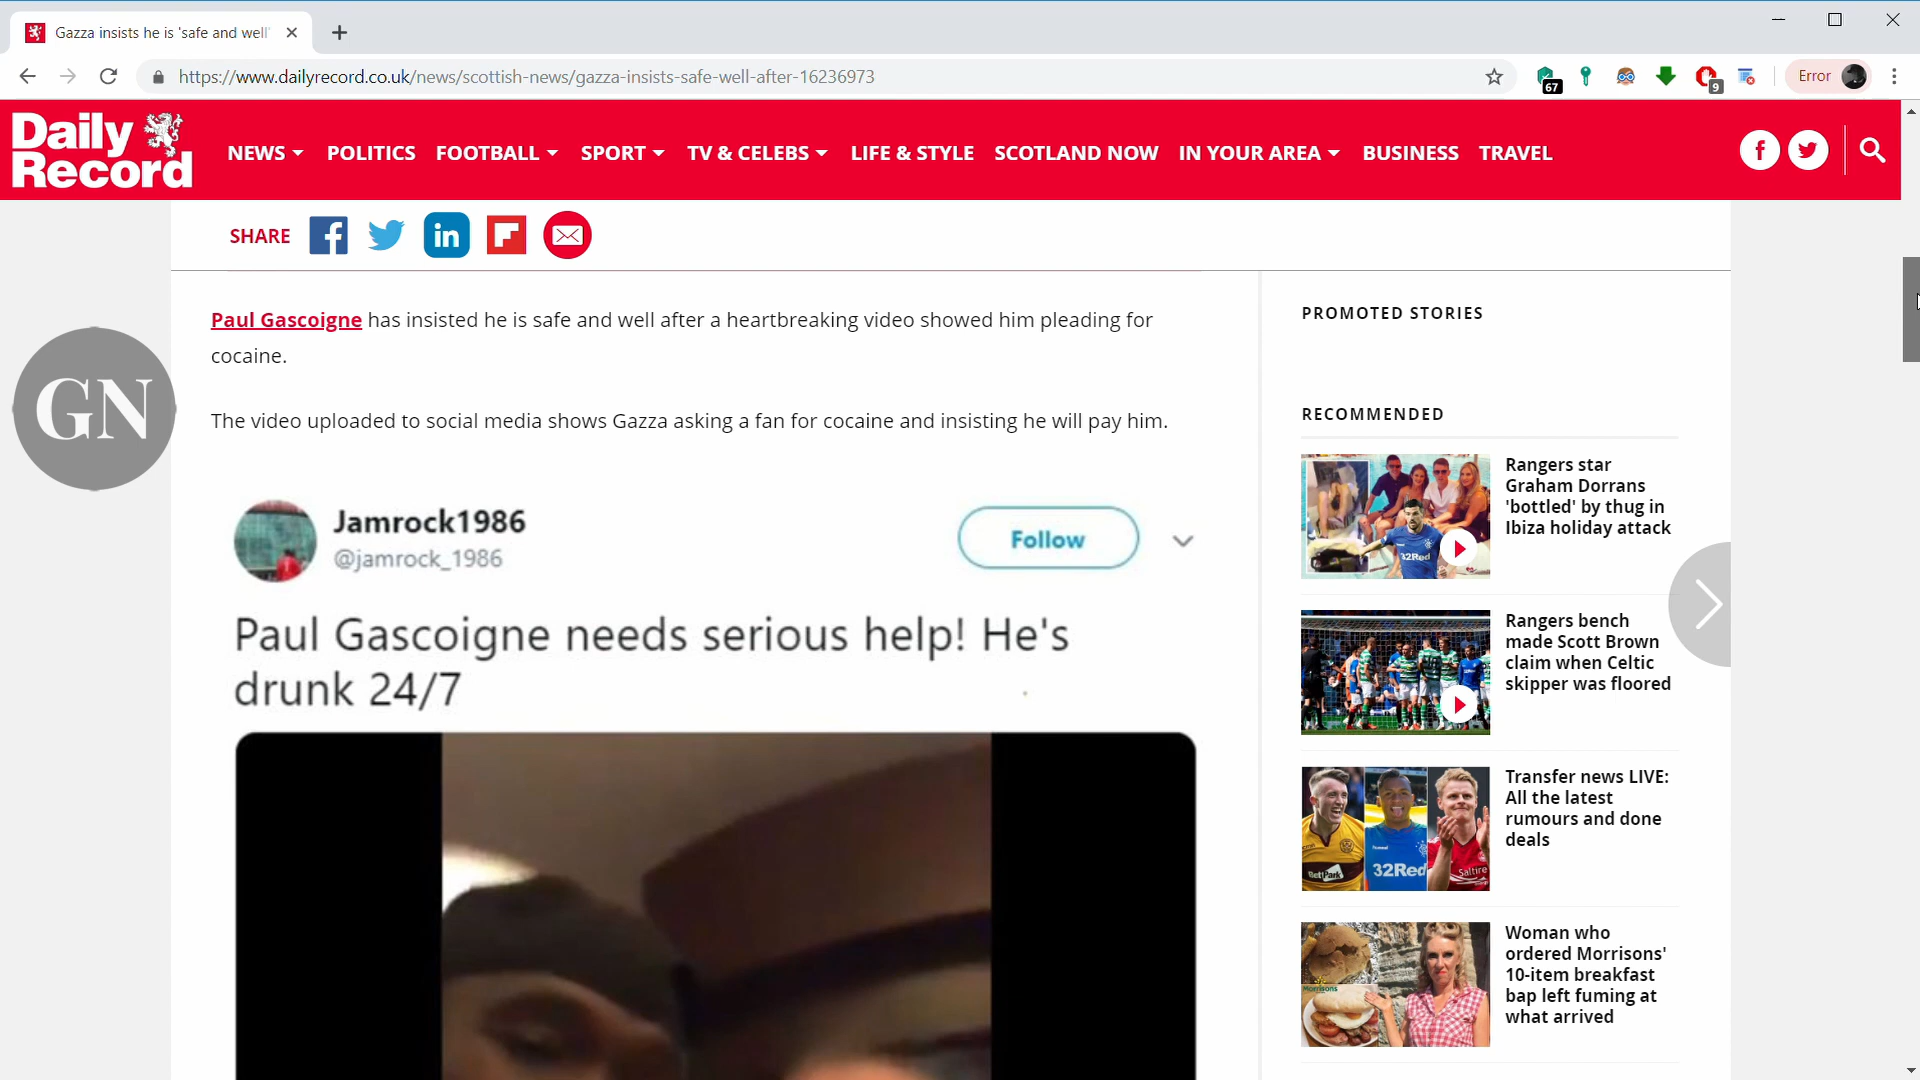 Gazza insists he is 'safe and well'
https://www.dailyrecord.co.uk/news/scottish-news/gazza-insists-safe-well-after-16236973
67
9
Error
Daily
Record
NEWS POLITICS FOOTBALL SPORT TV & CELEBS LIFE & STYLE SCOTLAND NOW IN YOUR AREA BUSINESS TRAVEL
SHARE
GN
Paul Gascoigne has insisted he is safe and well after a heartbreaking video showed him pleading for
cocaine.
The video uploaded to social media shows Gazza asking a fan for cocaine and insisting he will pay him.
Jamrock1986
@jamrock_1986
Follow
Paul Gascoigne needs serious help! He's
drunk 24/7
PROMOTED STORIES
RECOMMENDED
32Red
Rangers star
Graham Dorrans
'bottled' by thug in
Ibiza holiday attack
Rangers bench
made Scott Brown
claim when Celtic
skipper was floored
BetPark
32Red
Saltire
Transfer news LIVE:
All the latest
rumours and done
deals
Morrisons
Woman who
ordered Morrisons'
10-item breakfast
bap left fuming at
what arrived